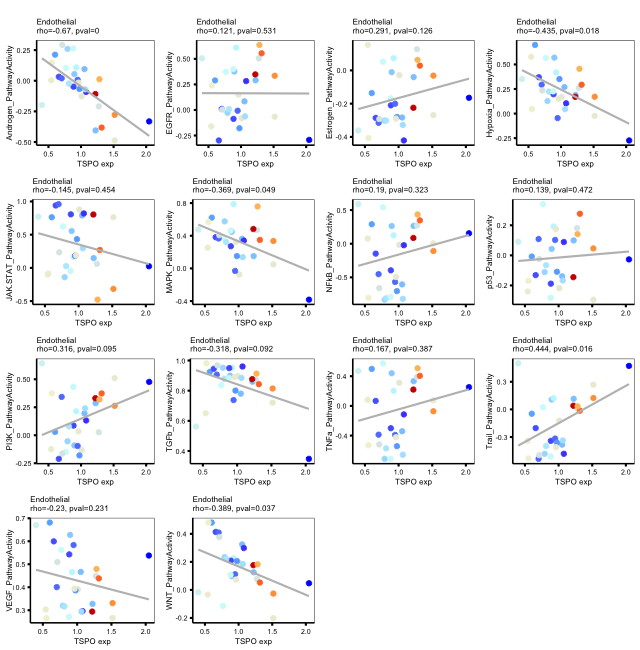 Endothelial
rho=-0.67, pval=0
Androgen_PathwayActivity
0.25
0.00
-0.25
-0.50
0.5 1.0 1.5 2.0
TSPO exp
Endothelial
rho=0.121, pval=0.531
EGFR_PathwayActivity
0.50
0.25
0.00
-0.25
0.5 1.0 1.5 2.0
TSPO exp
Endothelial
rho=0.291, pval=0.126
Estrogen_PathwayActivity
0.0
-0.2
-0.4
0.5 1.0 1.5 2.0
TSPO exp
Endothelial
rho=-0.435, pval=0.018
Hypoxia_PathwayActivity
0.50
0.25
0.00
-0.25
0.5 1.0 1.5 2.0
TSPO exp
Endothelial
rho=-0.145, pval=0.454
JAK-STAT_PathwayActivity
1.0
0.5
0.0
-0.5
0.5 1.0 1.5 2.0
TSPO exp
Endothelial
rho=-0.369, pval=0.049
MAPK_PathwayActivity
0.8
0.4
0.0
-0.4
0.5 1.0 1.5 2.0
TSPO exp
Endothelial
rho=0.19, pval=0.323
NFkB_PathwayActivity
0.5
0.0
-0.5
0.5 1.0 1.5 2.0
TSPO exp
Endothelial
rho=0.139, pval=0.472
p53_PathwayActivity
0.2
0.0
-0.2
0.5 1.0 1.5 2.0
TSPO exp
Endothelial
rho=0.316, pval=0.095
PI3K_PathwayActivity
0.50
0.25
0.00
-0.25
0.5 1.0 1.5 2.0
TSPO exp
Endothelial
rho=-0.318, pval=0.092
TGFb_PathwayActivity
1.0
0.8
0.6
0.4
0.5 1.0 1.5 2.0
TSPO exp
Endothelial
rho=0.167, pval=0.387
TNFa_PathwayActivity
0.4
0.0
-0.4
0.5 1.0 1.5 2.0
TSPO exp
Endothelial
rho=0.444, pval=0.016
Trail_PathwayActivity
0.3
0.0
-0.3
0.5 1.0 1.5 2.0
TSPO exp
Endothelial
rho=-0.23, pval=0.231
VEGF_PathwayActivity
0.7
0.6
0.5
0.4
0.3
0.5 1.0 1.5 2.0
TSPO exp
Endothelial
rho=-0.389, pval=0.037
WNT_PathwayActivity
0.4
0.2
0.0
-0.2
0.5 1.0 1.5 2.0
TSPO exp